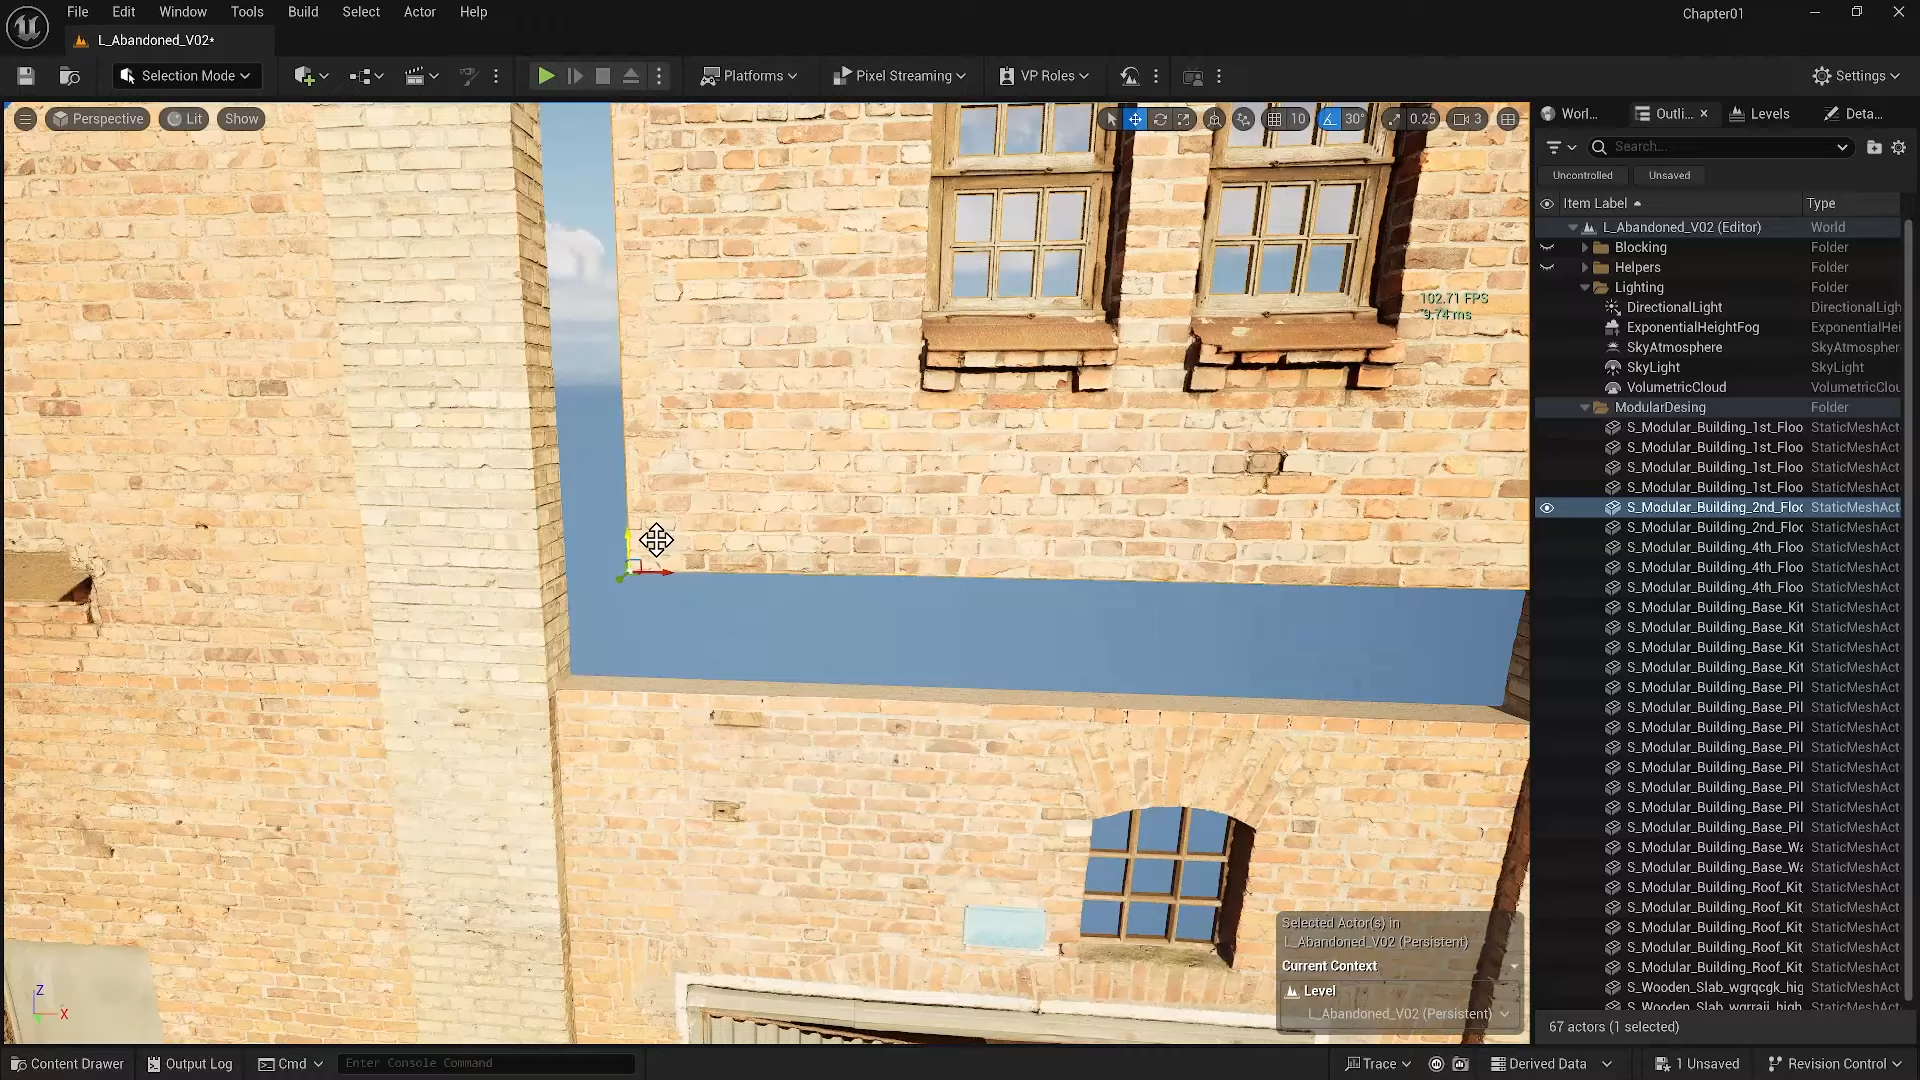 File Edit Window Tools Build Select Actor Help
Chapter01
L_Abandoned_V02*
Selection Mode
Platforms
Pixel Streaming
VP Roles
Settings
Perspective
Lit
Show
10
30°
0.25
3
102.71 FPS
9.74 ms
Worl...
Outli...
Levels
Deta...
Search...
Uncontrolled
Unsaved
Item Label
Type
L_Abandoned_V02 (Editor) World
Blocking Folder
Helpers Folder
Lighting Folder
DirectionalLight DirectionalLigh
ExponentialHeightFog ExponentialHei
SkyAtmosphere SkyAtmospher
SkyLight SkyLight
VolumetricCloud VolumetricClou
ModularDesing Folder
S_Modular_Building_1st_Floo StaticMeshAct
S_Modular_Building_1st_Floo StaticMeshAct
S_Modular_Building_1st_Floo StaticMeshAct
S_Modular_Building_1st_Floo StaticMeshAct
S_Modular_Building_2nd_Floo StaticMeshAct
S_Modular_Building_2nd_Floo StaticMeshAct
S_Modular_Building_4th_Floo StaticMeshAct
S_Modular_Building_4th_Floo StaticMeshAct
S_Modular_Building_4th_Floo StaticMeshAct
S_Modular_Building_Base_Kit StaticMeshAct
S_Modular_Building_Base_Kit StaticMeshAct
S_Modular_Building_Base_Kit StaticMeshAct
S_Modular_Building_Base_Kit StaticMeshAct
S_Modular_Building_Base_Pil StaticMeshAct
S_Modular_Building_Base_Pil StaticMeshAct
S_Modular_Building_Base_Pil StaticMeshAct
S_Modular_Building_Base_Pil StaticMeshAct
S_Modular_Building_Base_Pil StaticMeshAct
S_Modular_Building_Base_Pil StaticMeshAct
S_Modular_Building_Base_Pil StaticMeshAct
S_Modular_Building_Base_Pil StaticMeshAct
S_Modular_Building_Base_Wa StaticMeshAct
S_Modular_Building_Base_Wa StaticMeshAct
S_Modular_Building_Roof_Kit StaticMeshAct
S_Modular_Building_Roof_Kit StaticMeshAct
S_Modular_Building_Roof_Kit StaticMeshAct
S_Modular_Building_Roof_Kit StaticMeshAct
S_Modular_Building_Roof_Kit StaticMeshAct
S_Wooden_Slab_wgrqcgk_hig StaticMeshAct
67 actors (1 selected)
Selected Actor(s) in
L_Abandoned_V02 (Persistent)
Current Context
Level
L_Abandoned_V02 (Persistent)
Z
X
Content Drawer
Output Log
Cmd
Enter Console Command
Trace
Derived Data
1 Unsaved
Revision Control